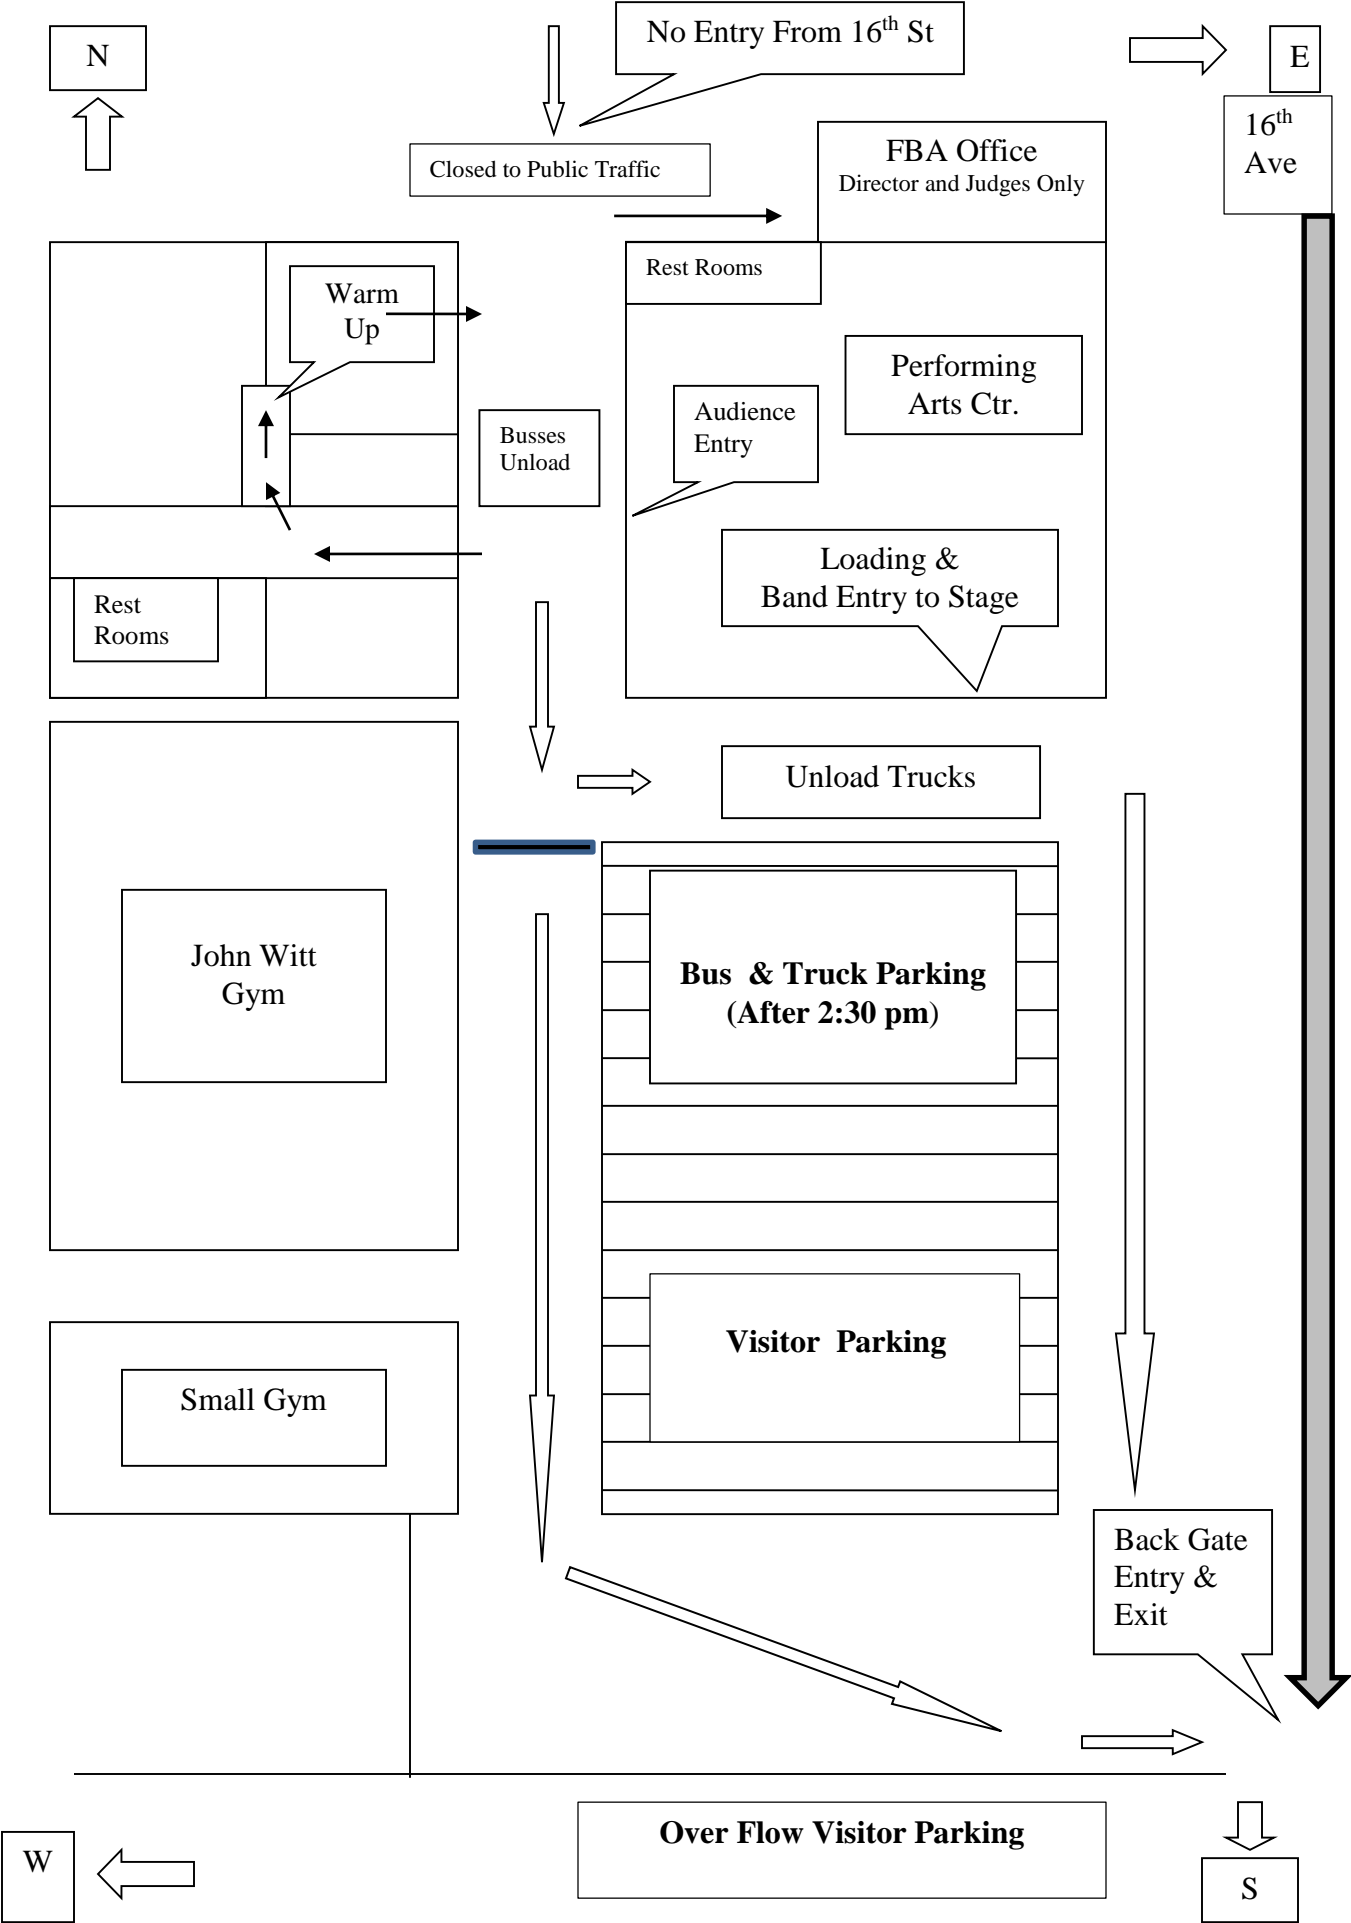 N
No Entry From 16th St
E
16th
Ave
Closed to Public Traffic
FBA Office
Director and Judges Only
Rest Rooms
Warm
Up
Performing
Arts Ctr.
Audience
Entry
Busses
Unload
Loading &
Band Entry to Stage
Rest
Rooms
Unload Trucks
John Witt
Gym
Bus & Truck Parking
(After 2:30 pm)
Visitor Parking
Small Gym
Back Gate
Entry &
Exit
Over Flow Visitor Parking
W
S